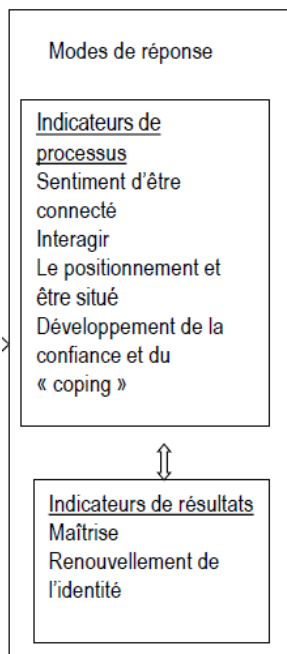 Modes de réponse
Indicateurs de
processus
Sentiment d'être
connecté
Interagir
Le positionnement et
être situé
Développement de la
confiance et du
« coping »
Indicateurs de résultats
Maîtrise
Renouvellement de
l'identité